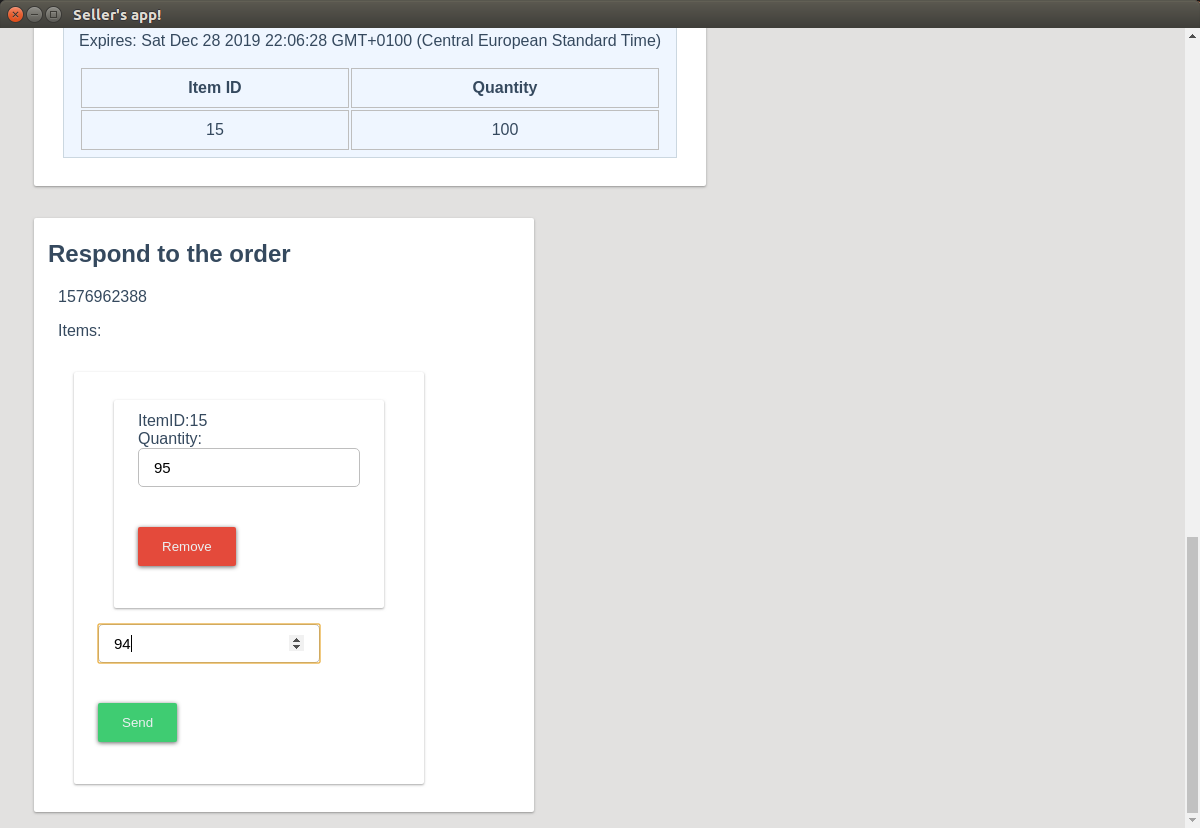 Seller's app!
Expires: Sat Dec 28 2019 22:06:28 GMT+0100 (Central European Standard Time)
Item ID Quantity
15 100
Respond to the order
1576962388
Items:
ItemID:15
Quantity:
95
Remove
94
Send